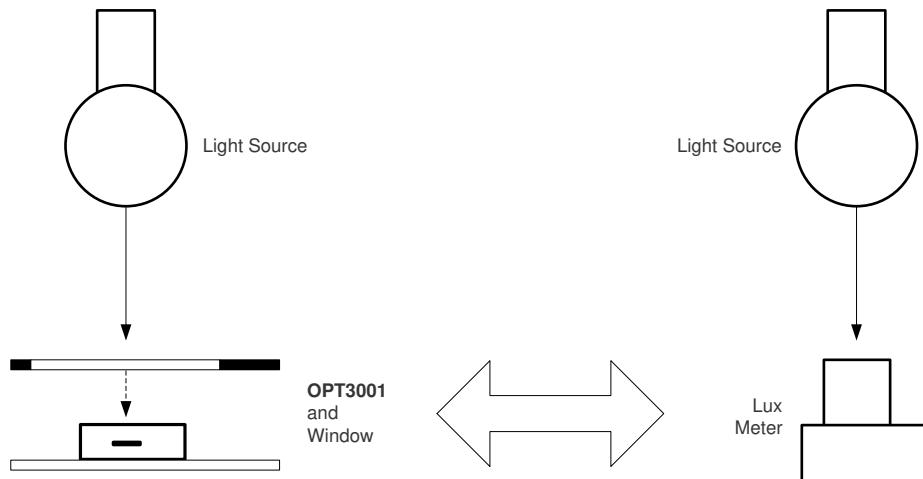 Light Source
Light Source
OPT3001
and
Window
Lux
Meter